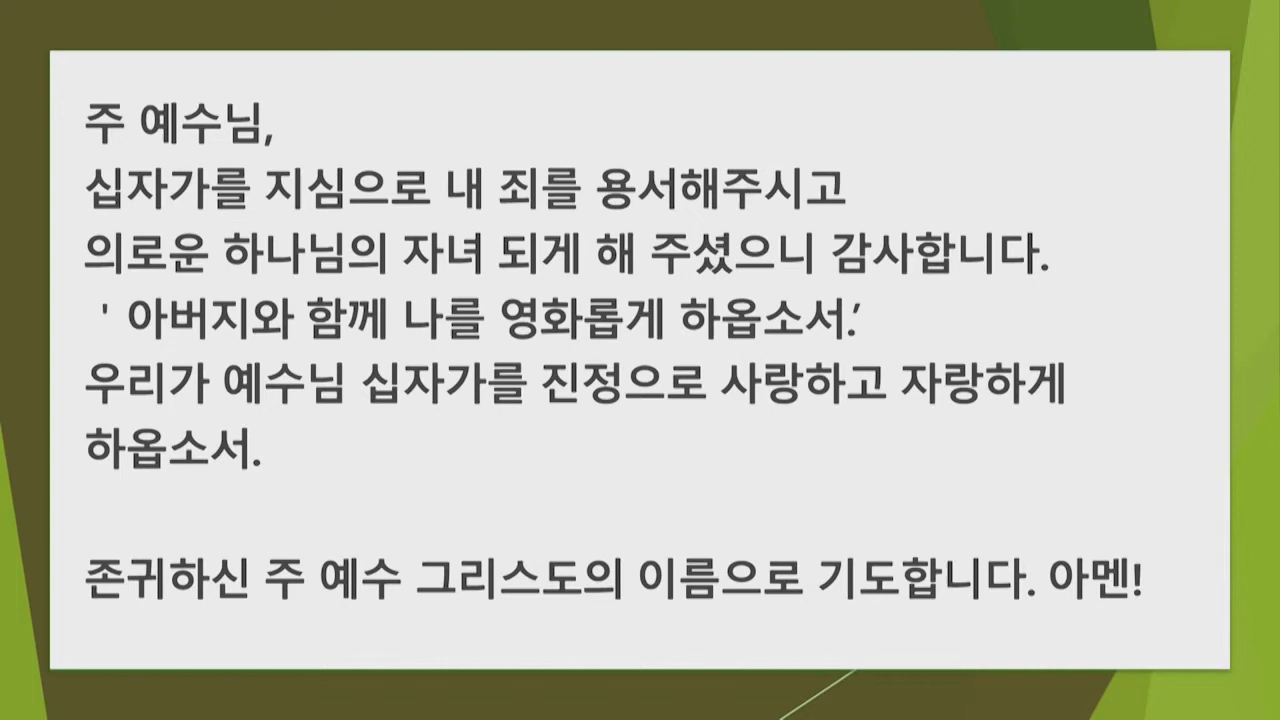 주 예수님,
십자가를 지심으로 내 죄를 용서해주시고
의로운 하나님의 자녀 되게 해 주셨으니 감사합니다.
' 아버지와 함께 나를 영화롭게 하옵소서.’
우리가 예수님 십자가를 진정으로 사랑하고 자랑하게
하옵소서.
존귀하신 주 예수 그리스도의 이름으로 기도합니다. 아멘!